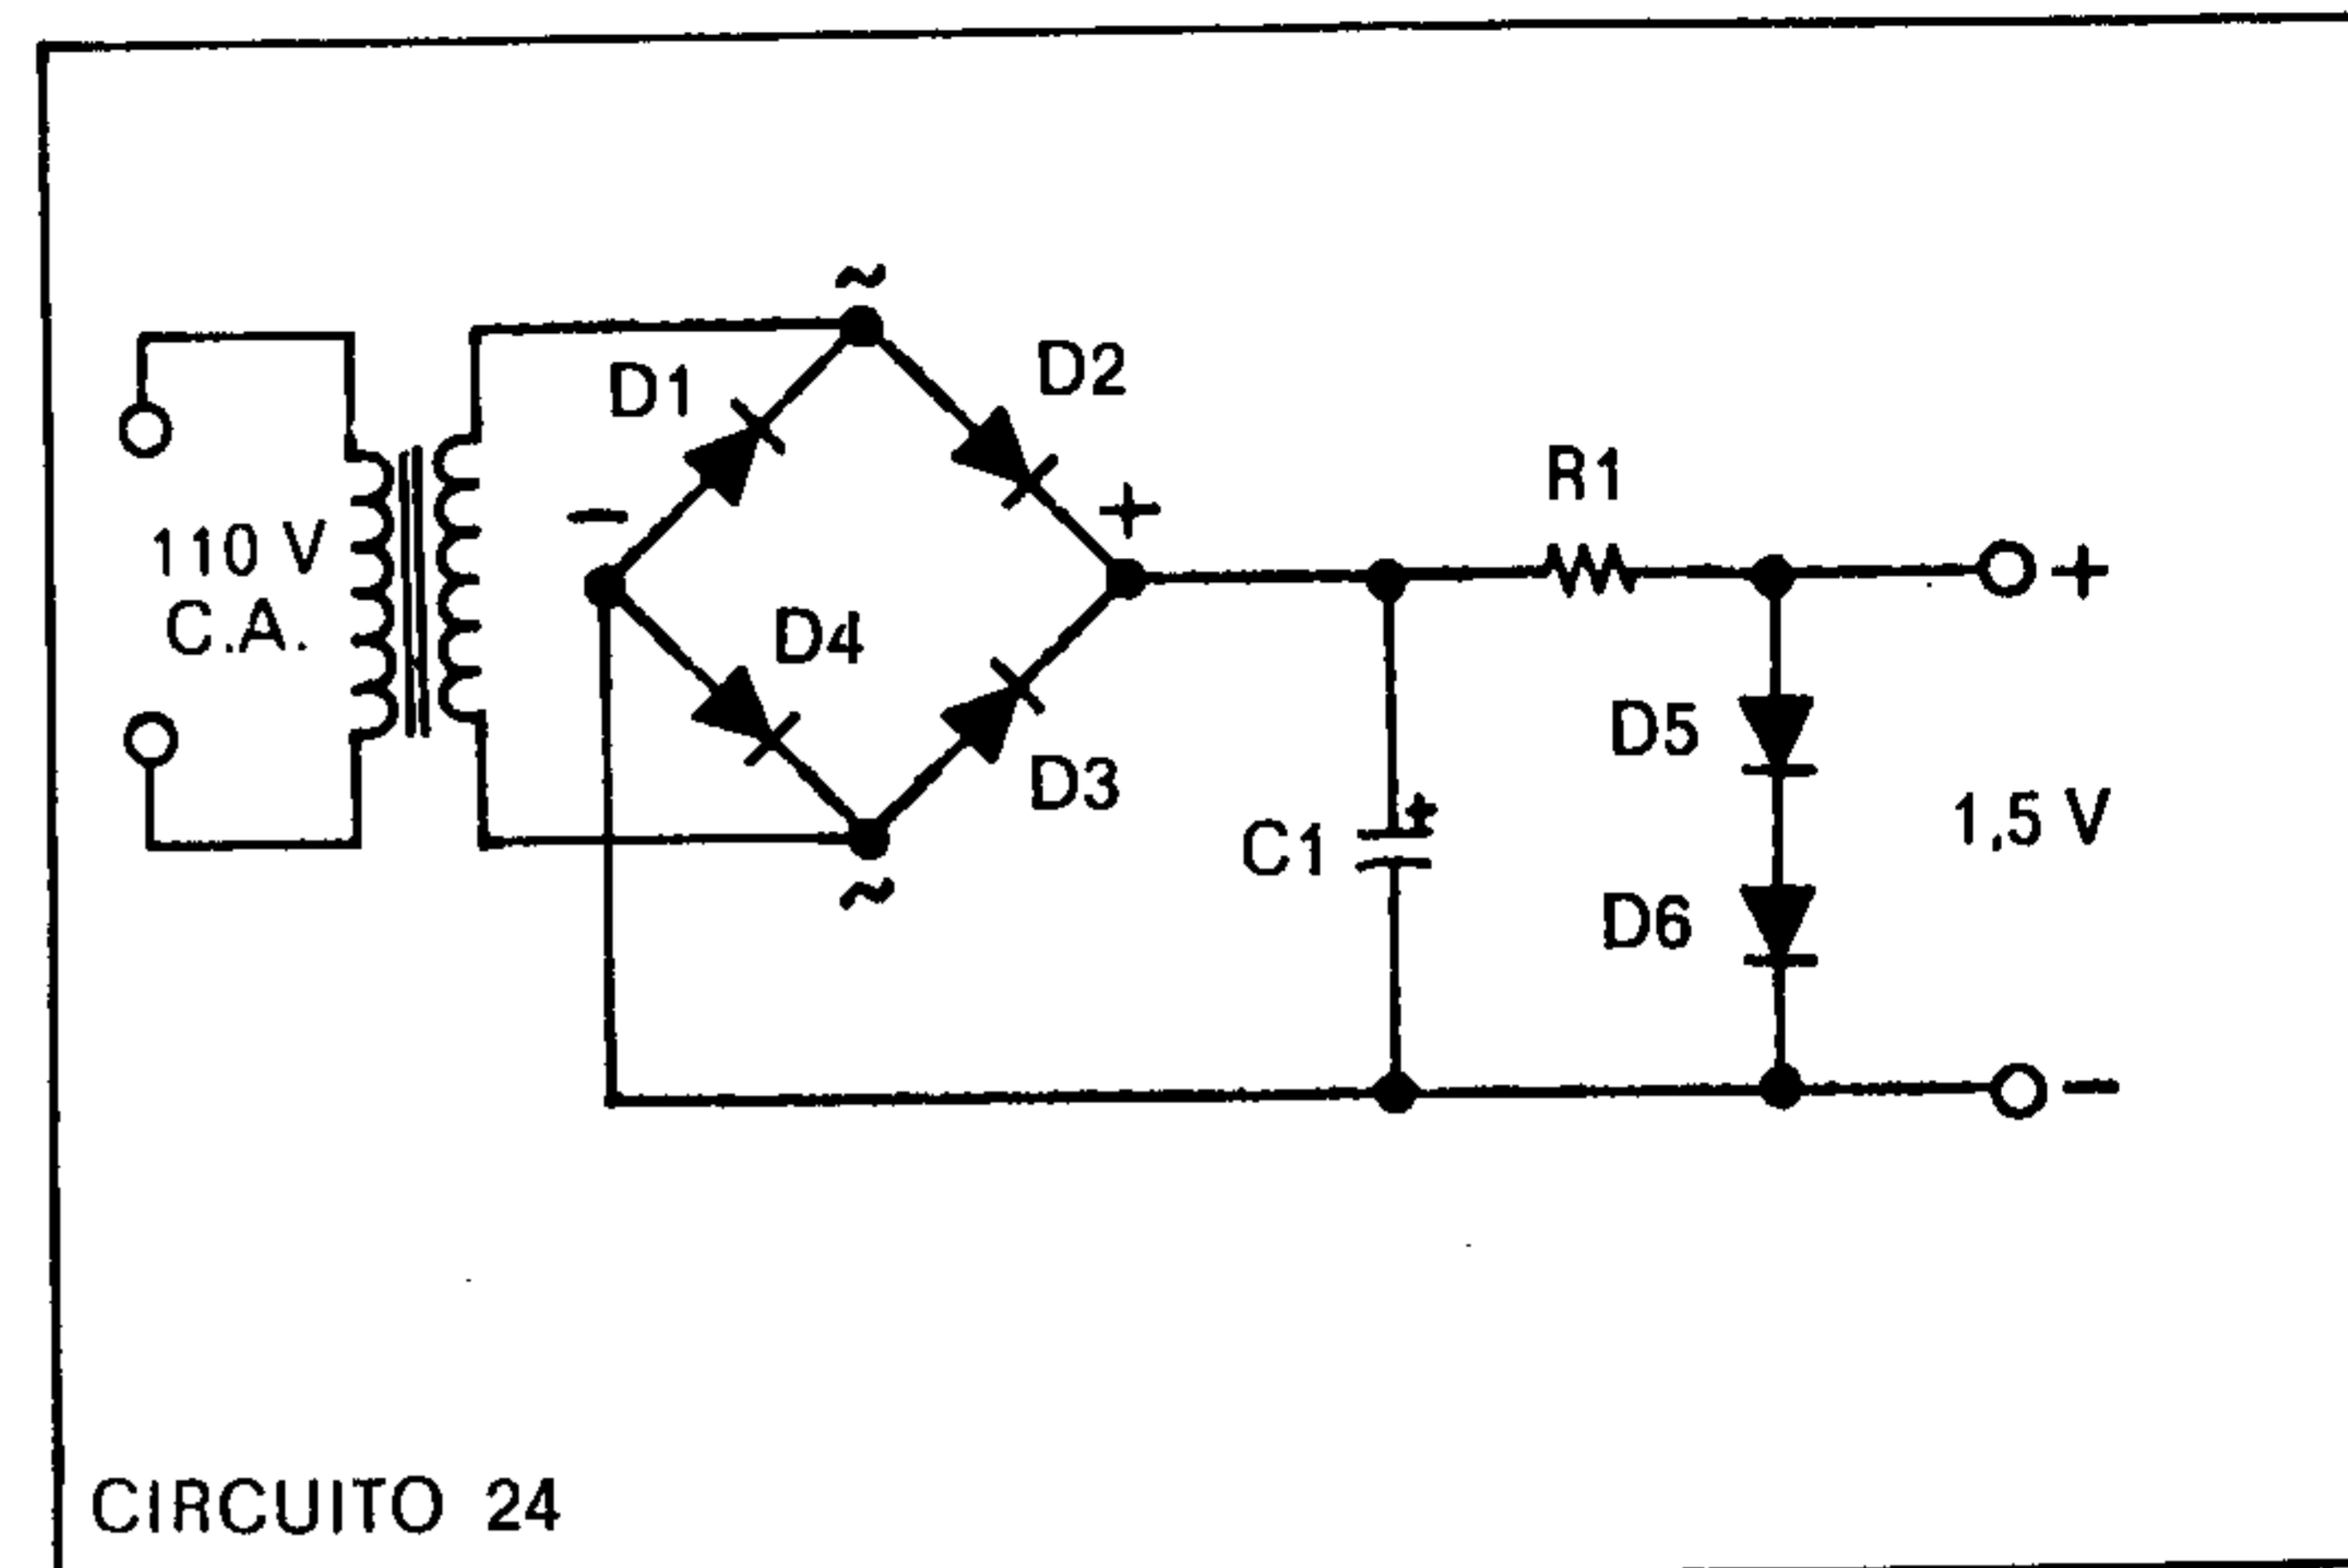 ~
D1
D2
−
+
R1
+
110 V
C.A.
D4
D5
D3
1,5 V
+
C1
~
D6
−
CIRCUITO 24